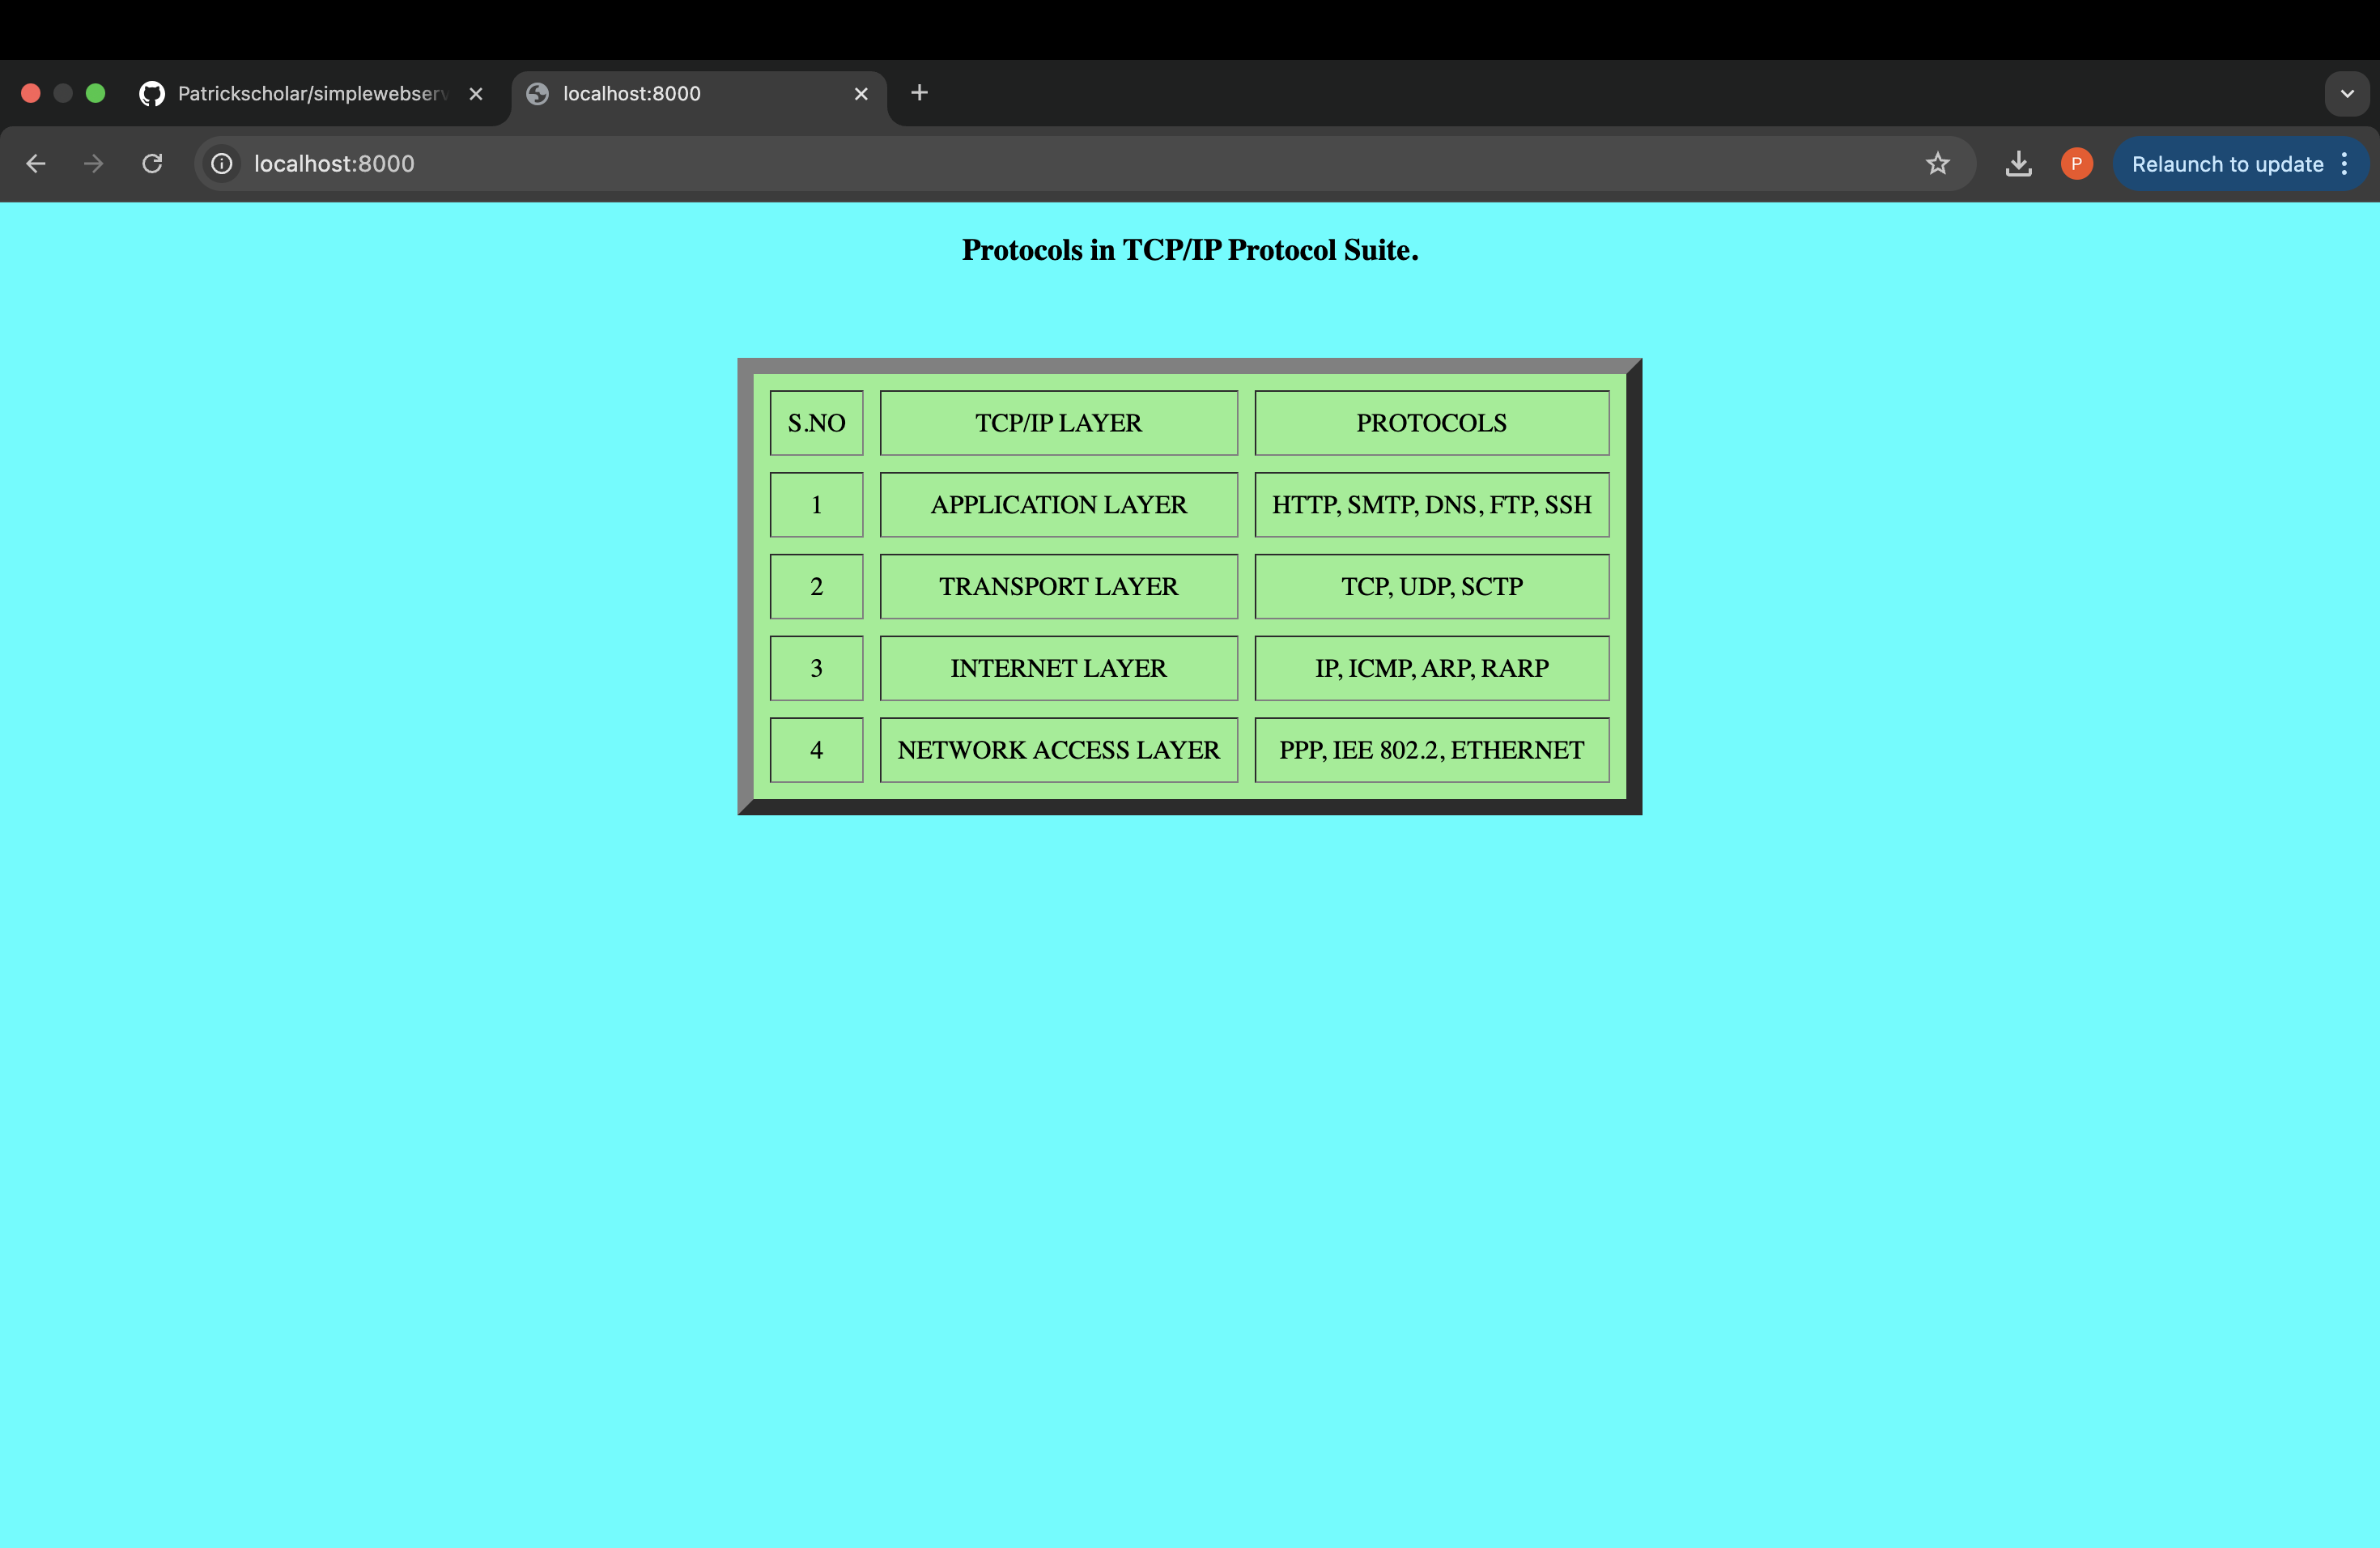 Patrickscholar/simplewebserv
localhost:8000
localhost:8000
P
Relaunch to update
Protocols in TCP/IP Protocol Suite.
S.NO TCP/IP LAYER PROTOCOLS
1 APPLICATION LAYER HTTP, SMTP, DNS, FTP, SSH
2 TRANSPORT LAYER TCP, UDP, SCTP
3 INTERNET LAYER IP, ICMP, ARP, RARP
4 NETWORK ACCESS LAYER PPP, IEE 802.2, ETHERNET